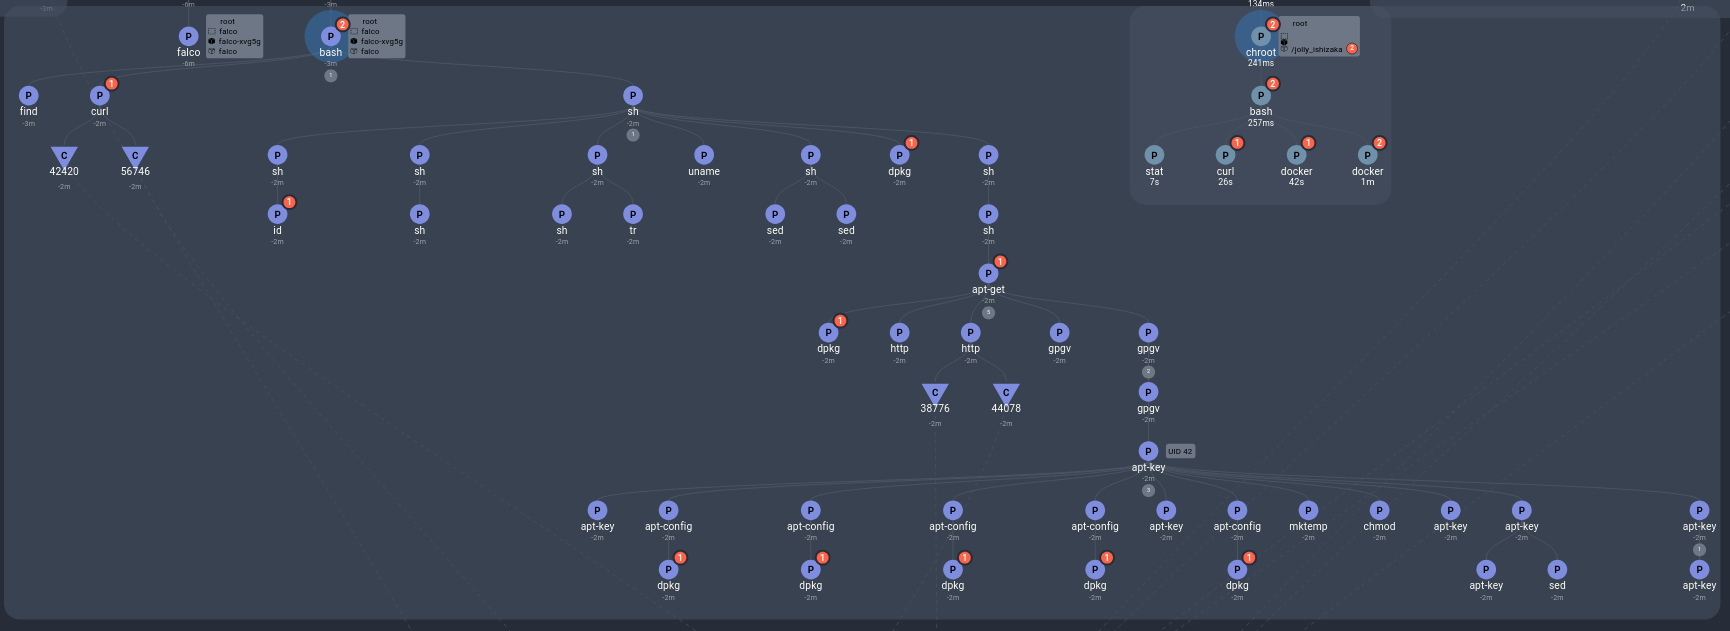 -3m
-6m
-3m
134ms
2m
P
falco
-6m
root
falco
falco-xvg5g
falco
P
2
bash
-3m
1
root
falco
falco-xvg5g
falco
P
2
chroot
241ms
root
/jolly_ishizaka
2
P
find
-3m
P
1
curl
-2m
P
sh
-2m
1
P
2
bash
257ms
C
42420
-2m
C
56746
-2m
P
sh
-2m
P
sh
-2m
P
sh
-2m
P
uname
-2m
P
sh
-2m
P
1
dpkg
-2m
P
sh
-2m
P
stat
7s
P
1
curl
26s
P
1
docker
42s
P
2
docker
1m
P
1
id
-2m
P
sh
-2m
P
sh
-2m
P
tr
-2m
P
sed
-2m
P
sed
-2m
P
sh
-2m
P
1
apt-get
-2m
5
P
1
dpkg
-2m
P
http
-2m
P
http
-2m
P
gpgv
-2m
P
gpgv
-2m
2
C
38776
-2m
C
44078
-2m
P
gpgv
-2m
P
UID 42
apt-key
-2m
3
P
apt-key
-2m
P
apt-config
-2m
P
apt-config
-2m
P
apt-config
-2m
P
apt-config
-2m
P
apt-key
-2m
P
apt-config
-2m
P
mktemp
-2m
P
chmod
-2m
P
apt-key
-2m
P
apt-key
-2m
P
apt-key
-2m
1
P
1
dpkg
-2m
P
1
dpkg
-2m
P
1
dpkg
-2m
P
1
dpkg
-2m
P
1
dpkg
-2m
P
apt-key
-2m
P
sed
-2m
P
apt-key
-2m